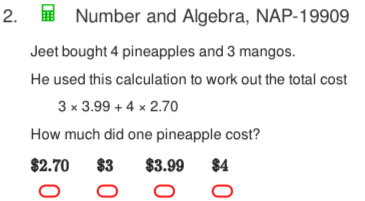 2. Number and Algebra, NAP-19909
Jeet bought 4 pineapples and 3 mangos.
He used this calculation to work out the total cost
3 × 3.99 + 4 × 2.70
How much did one pineapple cost?
$2.70 $3 $3.99 $4